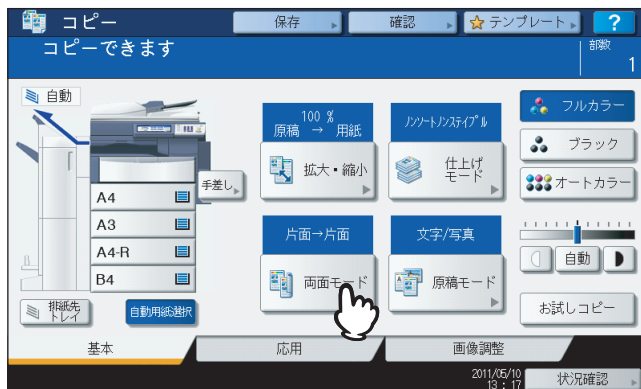 コピー
保存
確認
テンプレート
?
コピーできます
部数
1
自動
A4
A3
A4-R
B4
手差し
排紙先
トレイ
自動用紙選択
100 %
原稿 → 用紙
拡大・縮小
ノンソートノンステイプル
仕上げ
モード
片面→片面
両面モード
文字/写真
原稿モード
フルカラー
ブラック
オートカラー
自動
お試しコピー
基本
応用
画像調整
2011/05/10
13 : 17
状況確認